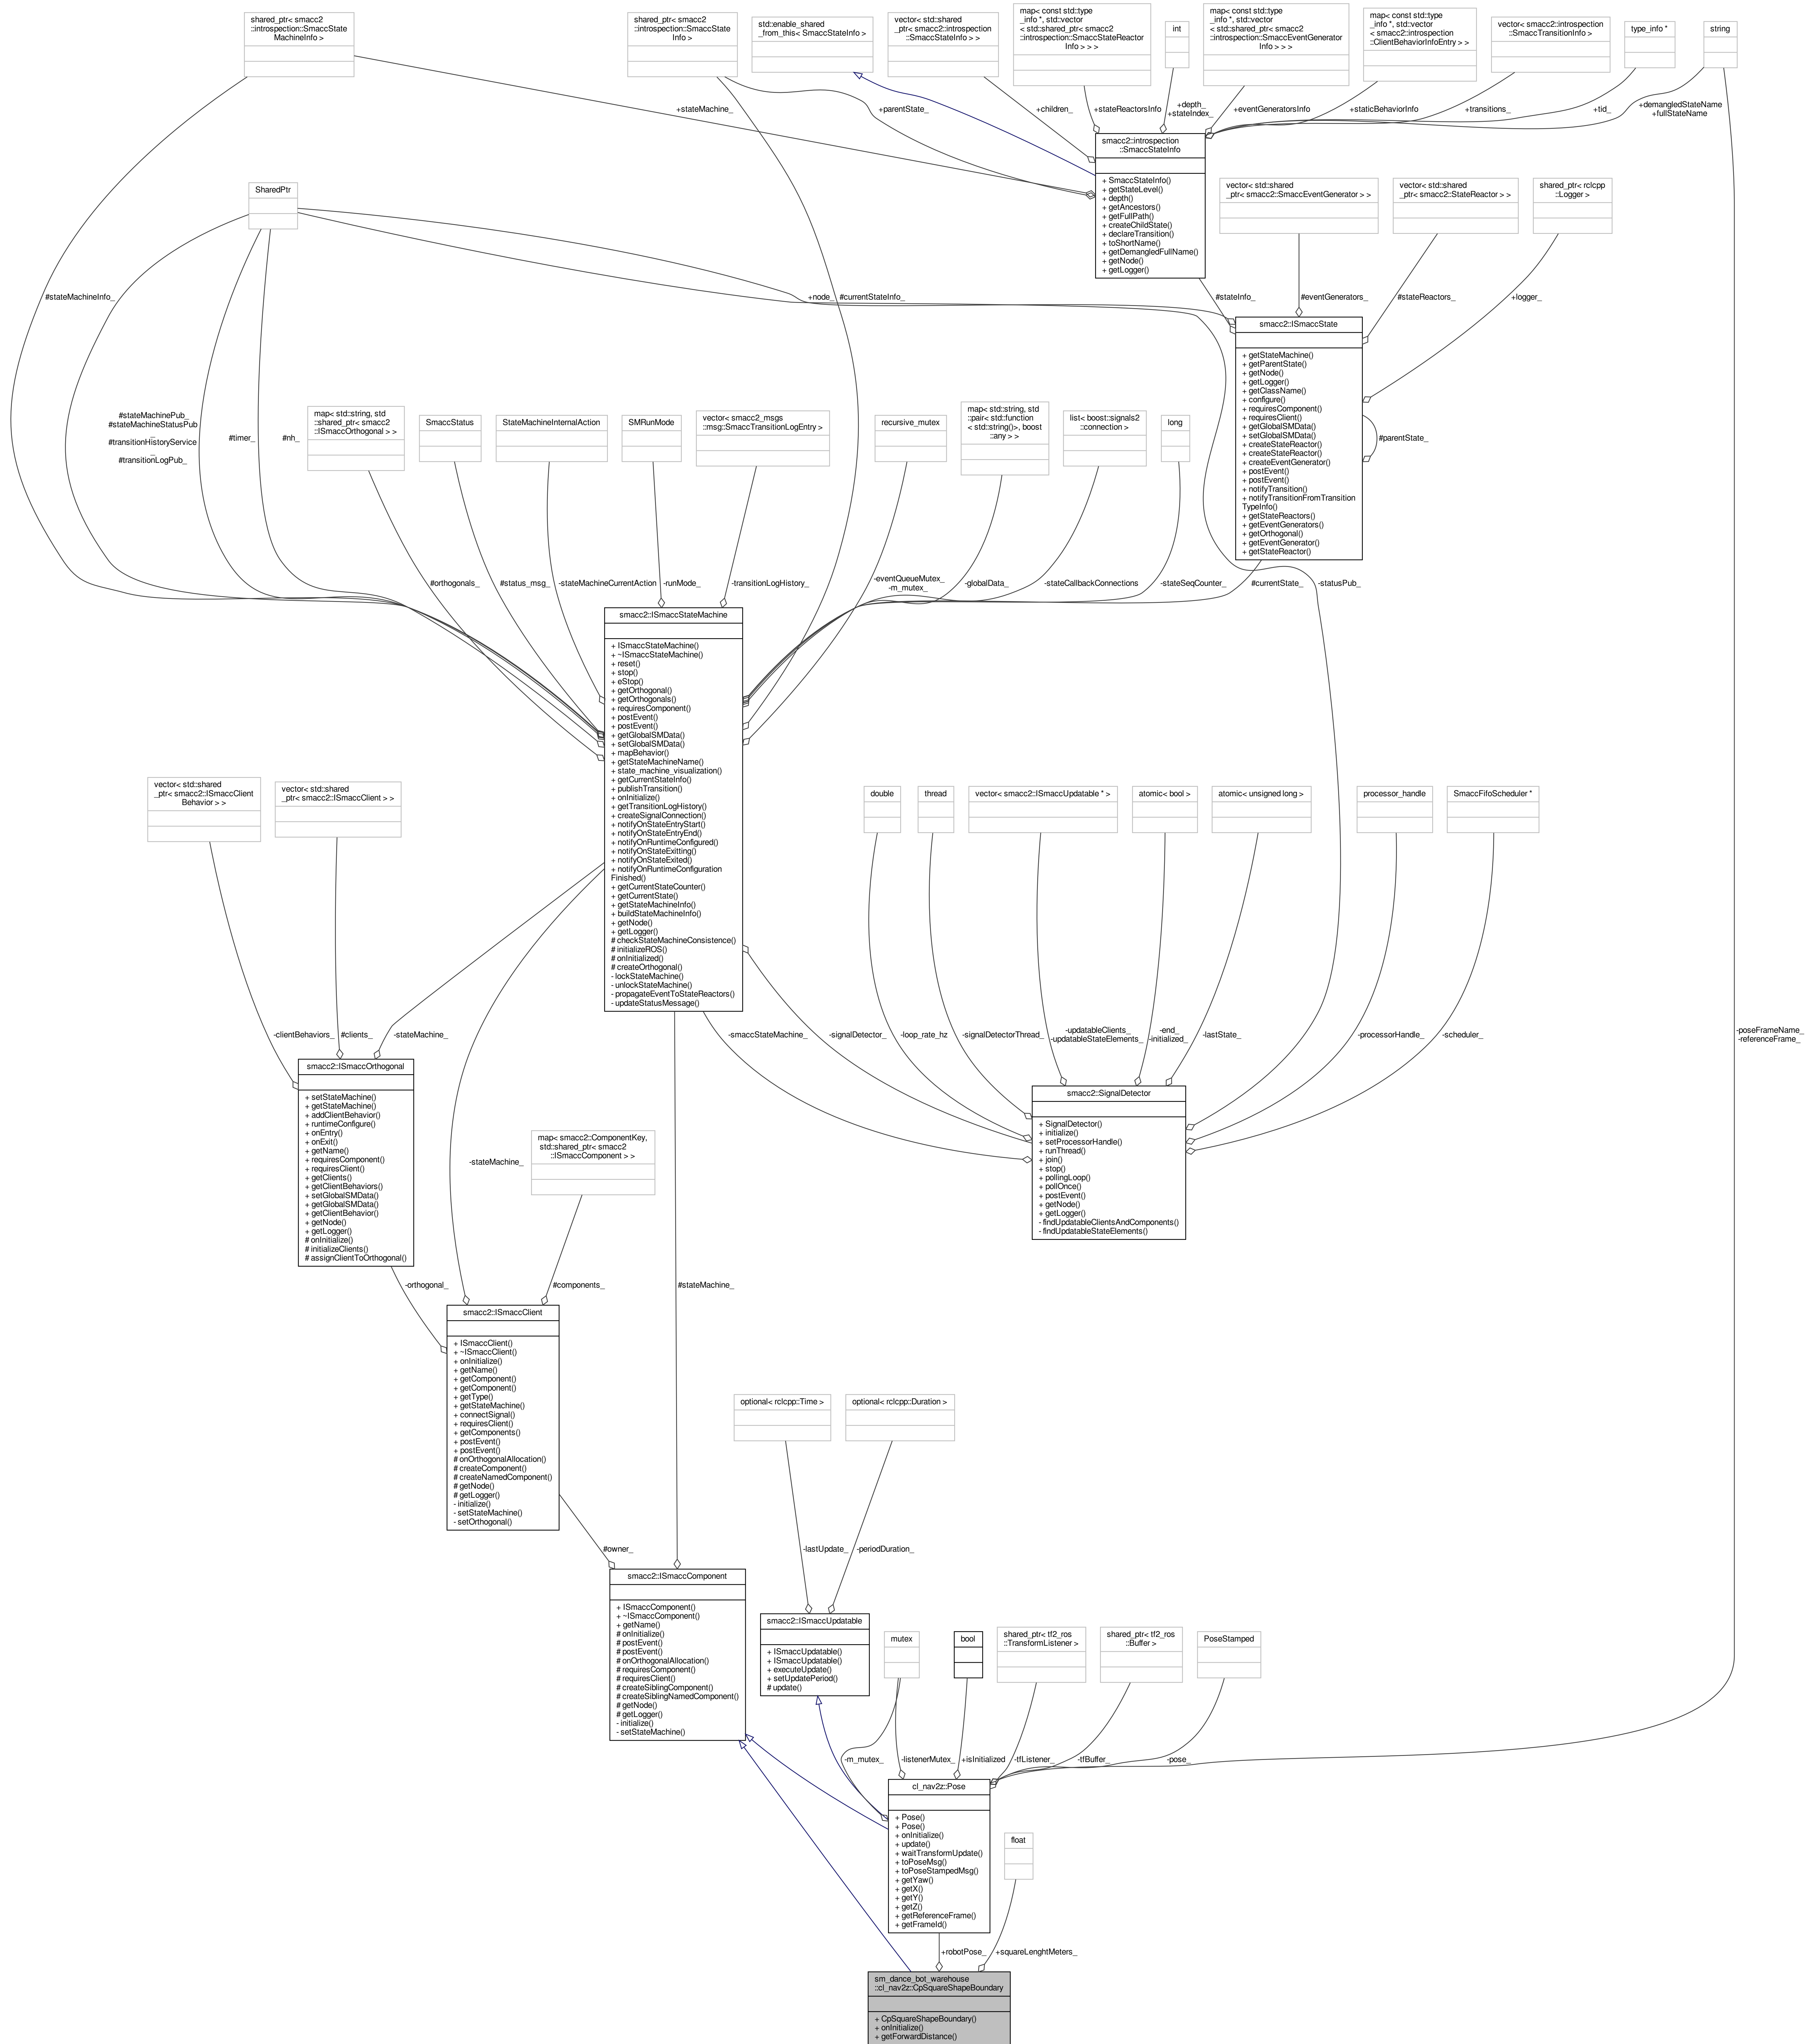 shared_ptr< smacc2
::introspection::SmaccState
MachineInfo >
shared_ptr< smacc2
::introspection::SmaccState
Info >
std::enable_shared
_from_this< SmaccStateInfo >
vector< std::shared
_ptr< smacc2::introspection
::SmaccStateInfo > >
map< const std::type
_info *, std::vector
< std::shared_ptr< smacc2
::introspection::SmaccStateReactor
Info > > >
int
map< const std::type
_info *, std::vector
< std::shared_ptr< smacc2
::introspection::SmaccEventGenerator
Info > > >
map< const std::type
_info *, std::vector
< smacc2::introspection
::ClientBehaviorInfoEntry > >
vector< smacc2::introspection
::SmaccTransitionInfo >
type_info *
string
+stateMachine_
+parentState_
+children_
+stateReactorsInfo
+depth_
+stateIndex_
+eventGeneratorsInfo
+staticBehaviorInfo
+transitions_
+tid_
+demangledStateName
+fullStateName
smacc2::introspection
::SmaccStateInfo
+ SmaccStateInfo()
+ getStateLevel()
+ depth()
+ getAncestors()
+ getFullPath()
+ createChildState()
+ declareTransition()
+ toShortName()
+ getDemangledFullName()
+ getNode()
+ getLogger()
SharedPtr
vector< std::shared
_ptr< smacc2::SmaccEventGenerator > >
vector< std::shared
_ptr< smacc2::StateReactor > >
shared_ptr< rclcpp
::Logger >
#stateMachineInfo_
+node_
#currentStateInfo_
#stateInfo_
#eventGenerators_
#stateReactors_
+logger_
smacc2::ISmaccState
+ getStateMachine()
+ getParentState()
+ getNode()
+ getLogger()
+ getClassName()
+ configure()
+ requiresComponent()
+ requiresClient()
+ getGlobalSMData()
+ setGlobalSMData()
+ createStateReactor()
+ createStateReactor()
+ createEventGenerator()
+ postEvent()
+ postEvent()
+ notifyTransition()
+ notifyTransitionFromTransition
TypeInfo()
+ getStateReactors()
+ getEventGenerators()
+ getOrthogonal()
+ getEventGenerator()
+ getStateReactor()
#parentState_
#stateMachinePub_
#stateMachineStatusPub
_
#transitionHistoryService
_
#transitionLogPub_
#timer_
#nh_
map< std::string, std
::shared_ptr< smacc2
::ISmaccOrthogonal > >
SmaccStatus
StateMachineInternalAction
SMRunMode
vector< smacc2_msgs
::msg::SmaccTransitionLogEntry >
recursive_mutex
map< std::string, std
::pair< std::function
< std::string()>, boost
::any > >
list< boost::signals2
::connection >
long
#orthogonals_
#status_msg_
-stateMachineCurrentAction
-runMode_
-transitionLogHistory_
-eventQueueMutex_
-m_mutex_
-globalData_
-stateCallbackConnections
-stateSeqCounter_
#currentState_
-statusPub_
smacc2::ISmaccStateMachine
+ ISmaccStateMachine()
+ ~ISmaccStateMachine()
+ reset()
+ stop()
+ eStop()
+ getOrthogonal()
+ getOrthogonals()
+ requiresComponent()
+ postEvent()
+ postEvent()
+ getGlobalSMData()
+ setGlobalSMData()
+ mapBehavior()
+ getStateMachineName()
+ state_machine_visualization()
+ getCurrentStateInfo()
+ publishTransition()
+ onInitialize()
+ getTransitionLogHistory()
+ createSignalConnection()
+ notifyOnStateEntryStart()
+ notifyOnStateEntryEnd()
+ notifyOnRuntimeConfigured()
+ notifyOnStateExitting()
+ notifyOnStateExited()
+ notifyOnRuntimeConfiguration
Finished()
+ getCurrentStateCounter()
+ getCurrentState()
+ getStateMachineInfo()
+ buildStateMachineInfo()
+ getNode()
+ getLogger()
# checkStateMachineConsistence()
# initializeROS()
# onInitialized()
# createOrthogonal()
- lockStateMachine()
- unlockStateMachine()
- propagateEventToStateReactors()
- updateStatusMessage()
vector< std::shared
_ptr< smacc2::ISmaccClient
Behavior > >
vector< std::shared
_ptr< smacc2::ISmaccClient > >
double
thread
vector< smacc2::ISmaccUpdatable * >
atomic< bool >
atomic< unsigned long >
processor_handle
SmaccFifoScheduler *
-clientBehaviors_
#clients_
-stateMachine_
-smaccStateMachine_
-signalDetector_
-loop_rate_hz
-signalDetectorThread_
-updatableClients_
-updatableStateElements_
-end_
-initialized_
-lastState_
-processorHandle_
-scheduler_
-poseFrameName_
-referenceFrame_
smacc2::ISmaccOrthogonal
+ setStateMachine()
+ getStateMachine()
+ addClientBehavior()
+ runtimeConfigure()
+ onEntry()
+ onExit()
+ getName()
+ requiresComponent()
+ requiresClient()
+ getClients()
+ getClientBehaviors()
+ setGlobalSMData()
+ getGlobalSMData()
+ getClientBehavior()
+ getNode()
+ getLogger()
# onInitialize()
# initializeClients()
# assignClientToOrthogonal()
smacc2::SignalDetector
+ SignalDetector()
+ initialize()
+ setProcessorHandle()
+ runThread()
+ join()
+ stop()
+ pollingLoop()
+ pollOnce()
+ postEvent()
+ getNode()
+ getLogger()
- findUpdatableClientsAndComponents()
- findUpdatableStateElements()
-stateMachine_
map< smacc2::ComponentKey,
std::shared_ptr< smacc2
::ISmaccComponent > >
-orthogonal_
#components_
#stateMachine_
smacc2::ISmaccClient
+ ISmaccClient()
+ ~ISmaccClient()
+ onInitialize()
+ getName()
+ getComponent()
+ getComponent()
+ getType()
+ getStateMachine()
+ connectSignal()
+ requiresClient()
+ getComponents()
+ postEvent()
+ postEvent()
# onOrthogonalAllocation()
# createComponent()
# createNamedComponent()
# getNode()
# getLogger()
- initialize()
- setStateMachine()
- setOrthogonal()
optional< rclcpp::Time >
optional< rclcpp::Duration >
#owner_
-lastUpdate_
-periodDuration_
smacc2::ISmaccComponent
+ ISmaccComponent()
+ ~ISmaccComponent()
+ getName()
# onInitialize()
# postEvent()
# postEvent()
# onOrthogonalAllocation()
# requiresComponent()
# requiresClient()
# createSiblingComponent()
# createSiblingNamedComponent()
# getNode()
# getLogger()
- initialize()
- setStateMachine()
smacc2::ISmaccUpdatable
+ ISmaccUpdatable()
+ ISmaccUpdatable()
+ executeUpdate()
+ setUpdatePeriod()
# update()
mutex
bool
shared_ptr< tf2_ros
::TransformListener >
shared_ptr< tf2_ros
::Buffer >
PoseStamped
-m_mutex_
-listenerMutex_
+isInitialized
-tfListener_
-tfBuffer_
-pose_
cl_nav2z::Pose
+ Pose()
+ Pose()
+ onInitialize()
+ update()
+ waitTransformUpdate()
+ toPoseMsg()
+ toPoseStampedMsg()
+ getYaw()
+ getX()
+ getY()
+ getZ()
+ getReferenceFrame()
+ getFrameId()
float
+robotPose_
+squareLenghtMeters_
sm_dance_bot_warehouse
::cl_nav2z::CpSquareShapeBoundary
+ CpSquareShapeBoundary()
+ onInitialize()
+ getForwardDistance()